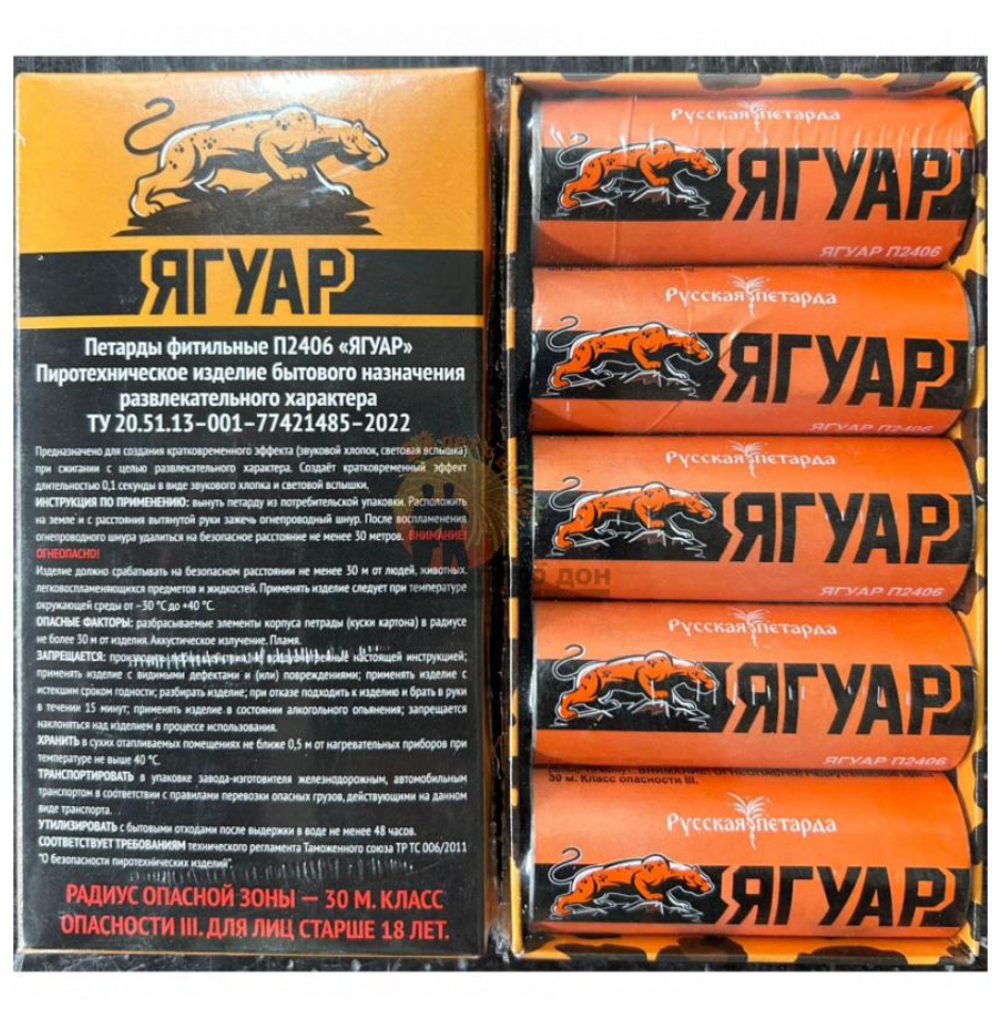 ЯГУАР
Петарды фитильные П2406 «ЯГУАР»
Пиротехническое изделие бытового назначения
развлекательного характера
ТУ 20.51.13-001-77421485-2022
Предназначено для создания кратковременного эффекта (звуковой хлопок, световая вспышка)
при сжигании с целью развлекательного характера. Создаёт кратковременный эффект
длительностью 0,1 секунды в виде звукового хлопка и световой вспышки.
ИНСТРУКЦИЯ ПО ПРИМЕНЕНИЮ: вынуть петарду из потребительской упаковки. Расположить
на земле и с расстояния вытянутой руки зажечь огнепроводный шнур. После воспламенения
огнепроводного шнура удалиться на безопасное расстояние не менее 30 метров. ВНИМАНИЕ!
ОГНЕОПАСНО!
Изделие должно срабатывать на безопасном расстоянии не менее 30 м от людей, животных,
легковоспламеняющихся предметов и жидкостей. Применять изделие следует при температуре
окружающей среды от −30 °C до +40 °C.
ОПАСНЫЕ ФАКТОРЫ: разбрасываемые элементы корпуса петрады (куски картона) в радиусе
не более 30 м от изделия. Аккустическое излучение. Пламя.
ЗАПРЕЩАЕТСЯ: настоящей инструкцией;
применять изделие с видимыми дефектами и (или) повреждениями; применять изделие с
истекшим сроком годности; разбирать изделие; при отказе подходить к изделию и брать в руки
в течении 15 минут; применять изделие в состоянии алкогольного опьянения; запрещается
наклоняться над изделием в процессе использования.
ХРАНИТЬ в сухих отапливаемых помещениях не ближе 0,5 м от нагревательных приборов при
температуре не выше 40 °C.
ТРАНСПОРТИРОВАТЬ в упаковке завода-изготовителя железнодорожным, автомобильным
транспортом в соответствии с правилами перевозки опасных грузов, действующими на данном
виде транспорта.
УТИЛИЗИРОВАТЬ с бытовыми отходами после выдержки в воде не менее 48 часов.
СООТВЕТСТВУЕТ ТРЕБОВАНИЯМ технического регламента Таможенного союза ТР ТС 006/2011
"О безопасности пиротехнических изделий".
РАДИУС ОПАСНОЙ ЗОНЫ — 30 М. КЛАСС
ОПАСНОСТИ III. ДЛЯ ЛИЦ СТАРШЕ 18 ЛЕТ.
Русская петарда
ЯГУАР
ЯГУАР П2406
Русская петарда
ЯГУАР
ЯГУАР П2406
Русская петарда
ЯГУАР
ЯГУАР П2406
дон
Русская петарда
ЯГУАР
ЯГУАР П2406
30 м. Класс опасности III.
Русская петарда
ЯГУАР